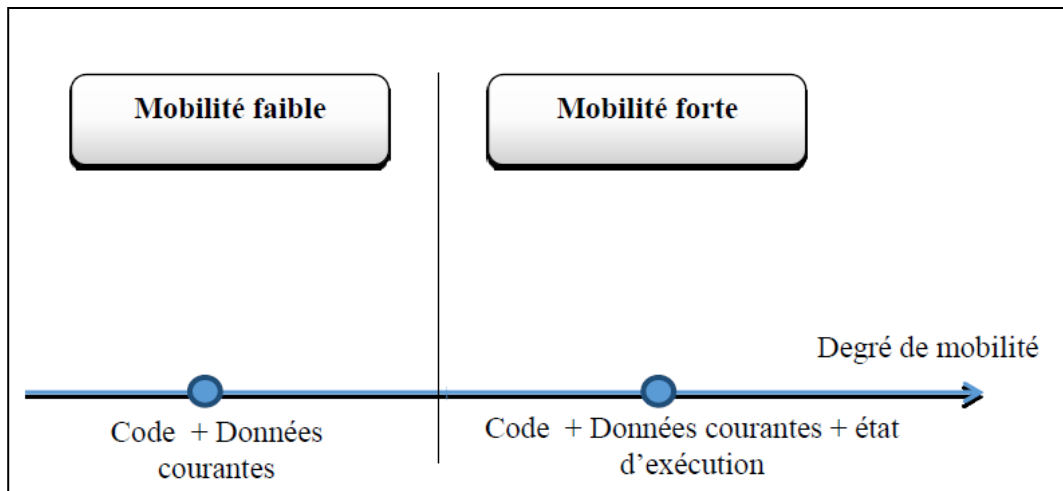 Mobilité faible
Mobilité forte
Degré de mobilité
Code + Données
courantes
Code + Données courantes + état
d’exécution